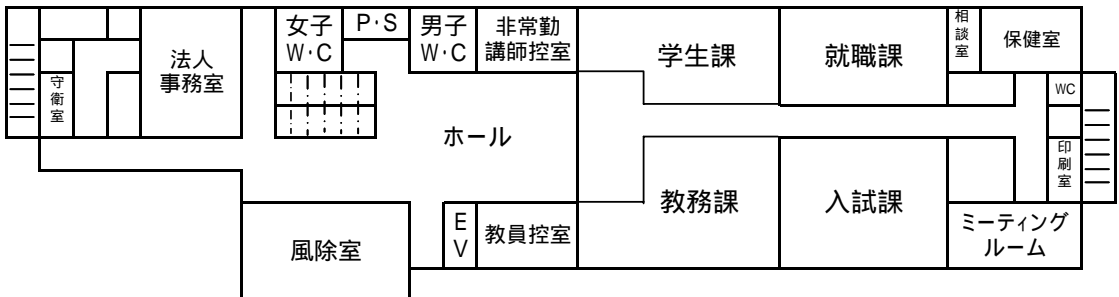 法人
事務室
守衛室
女子
W・C
P・S
男子
W・C
非常勤
講師控室
学生課
就職課
相談室
保健室
WC
印刷室
ホール
教務課
入試課
ミーティング
ルーム
風除室
EV
教員控室